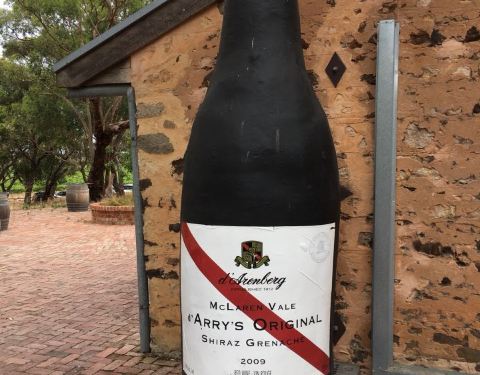 d'Arenberg
McLaren Vale
d'Arry's Original
Shiraz Grenache
2009